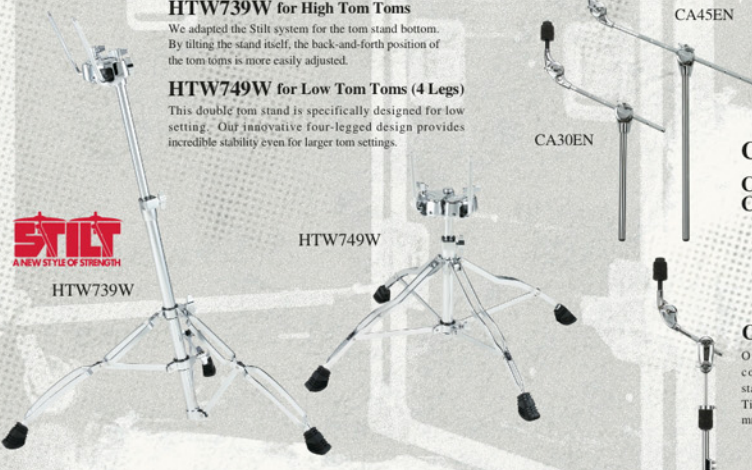 HTW739W for High Tom Toms
We adapted the Stilt system for the tom stand bottom.
By tilting the stand itself, the back-and-forth position of
the tom toms is more easily adjusted.
HTW749W for Low Tom Toms (4 Legs)
This double tom stand is specifically designed for low
setting. Our innovative four-legged design provides
incredible stability even for larger tom settings.
CA45EN
CA30EN
HTW749W
STILT
A NEW STYLE OF STRENGTH
HTW739W